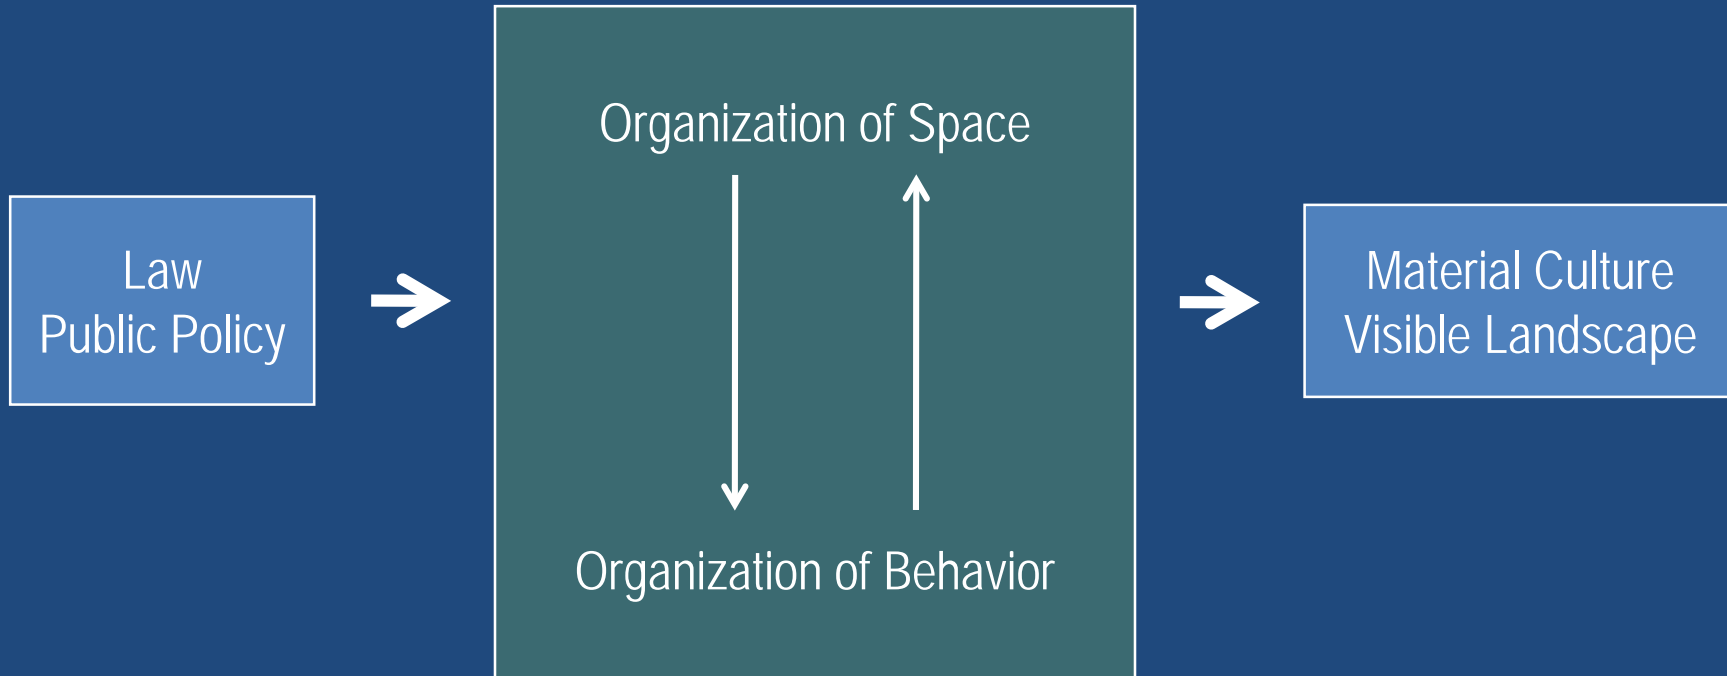 Law
Public Policy
Organization of Space
Organization of Behavior
Material Culture
Visible Landscape